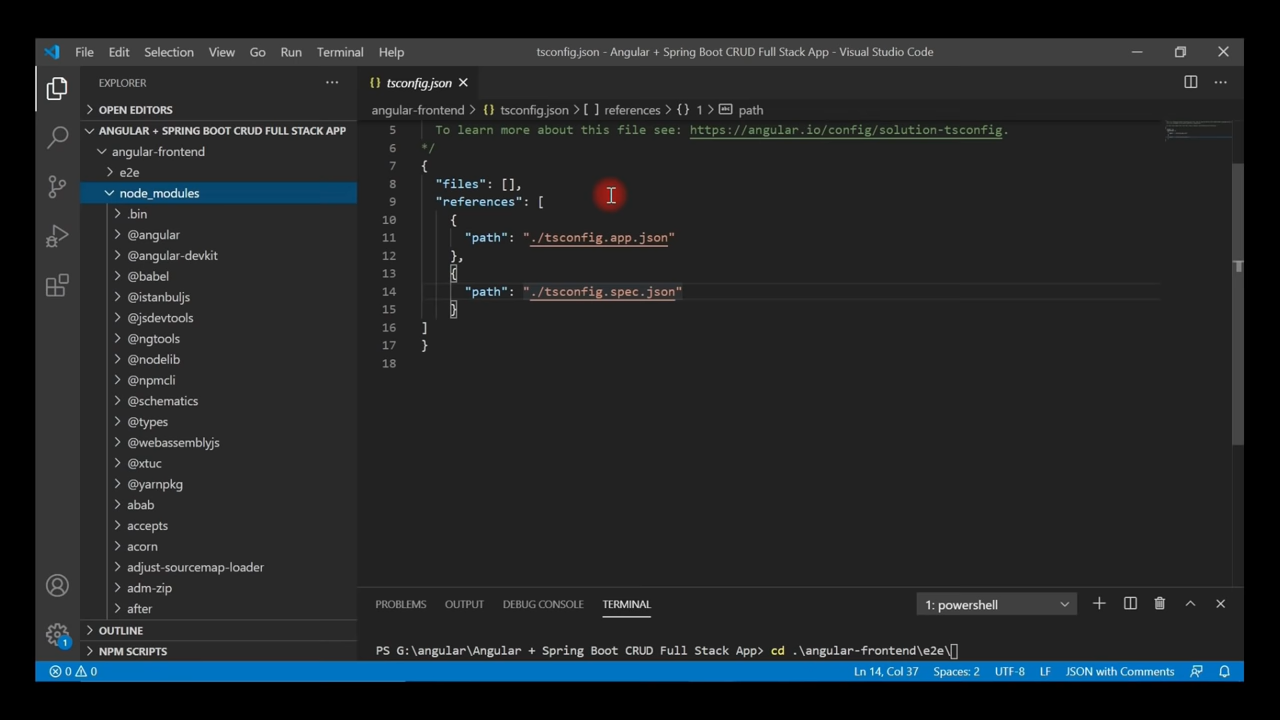 File Edit Selection View Go Run Terminal Help
tsconfig.json - Angular + Spring Boot CRUD Full Stack App - Visual Studio Code
EXPLORER
OPEN EDITORS
ANGULAR + SPRING BOOT CRUD FULL STACK APP
angular-frontend
e2e
node_modules
.bin
@angular
@angular-devkit
@babel
@istanbuljs
@jsdevtools
@ngtools
@nodelib
@npmcli
@schematics
@types
@webassemblyjs
@xtuc
@yarnpkg
abab
accepts
acorn
adjust-sourcemap-loader
adm-zip
after
OUTLINE
NPM SCRIPTS
1
{} tsconfig.json
angular-frontend > {} tsconfig.json > [ ] references > {} 1 > abc path
5 To learn more about this file see: https://angular.io/config/solution-tsconfig.
6 */
7 {
8 "files": [],
9 "references": [
10 {
11 "path": "./tsconfig.app.json"
12 },
13 {
14 "path": "./tsconfig.spec.json"
15 }
16 ]
17 }
18
PROBLEMS OUTPUT DEBUG CONSOLE TERMINAL
1: powershell
PS G:\angular\Angular + Spring Boot CRUD Full Stack App> cd .\angular-frontend\e2e\
0 0
Ln 14, Col 37 Spaces: 2 UTF-8 LF JSON with Comments